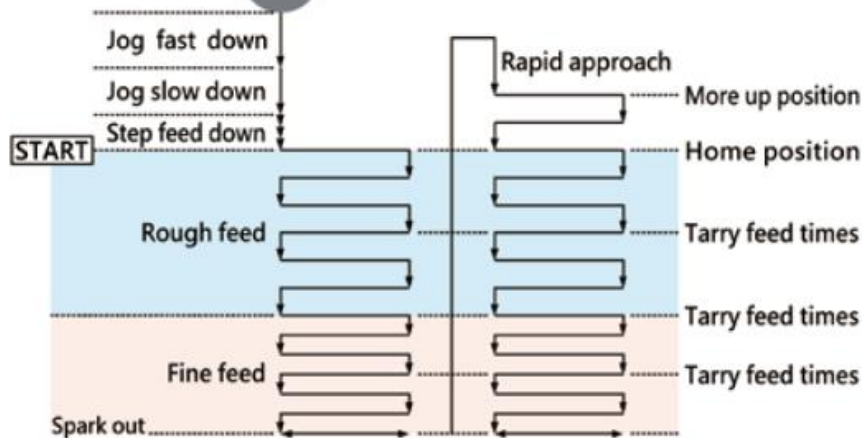 Jog fast down
Jog slow down
Step feed down
START
Rough feed
Fine feed
Spark out
Rapid approach
More up position
Home position
Tarry feed times
Tarry feed times
Tarry feed times